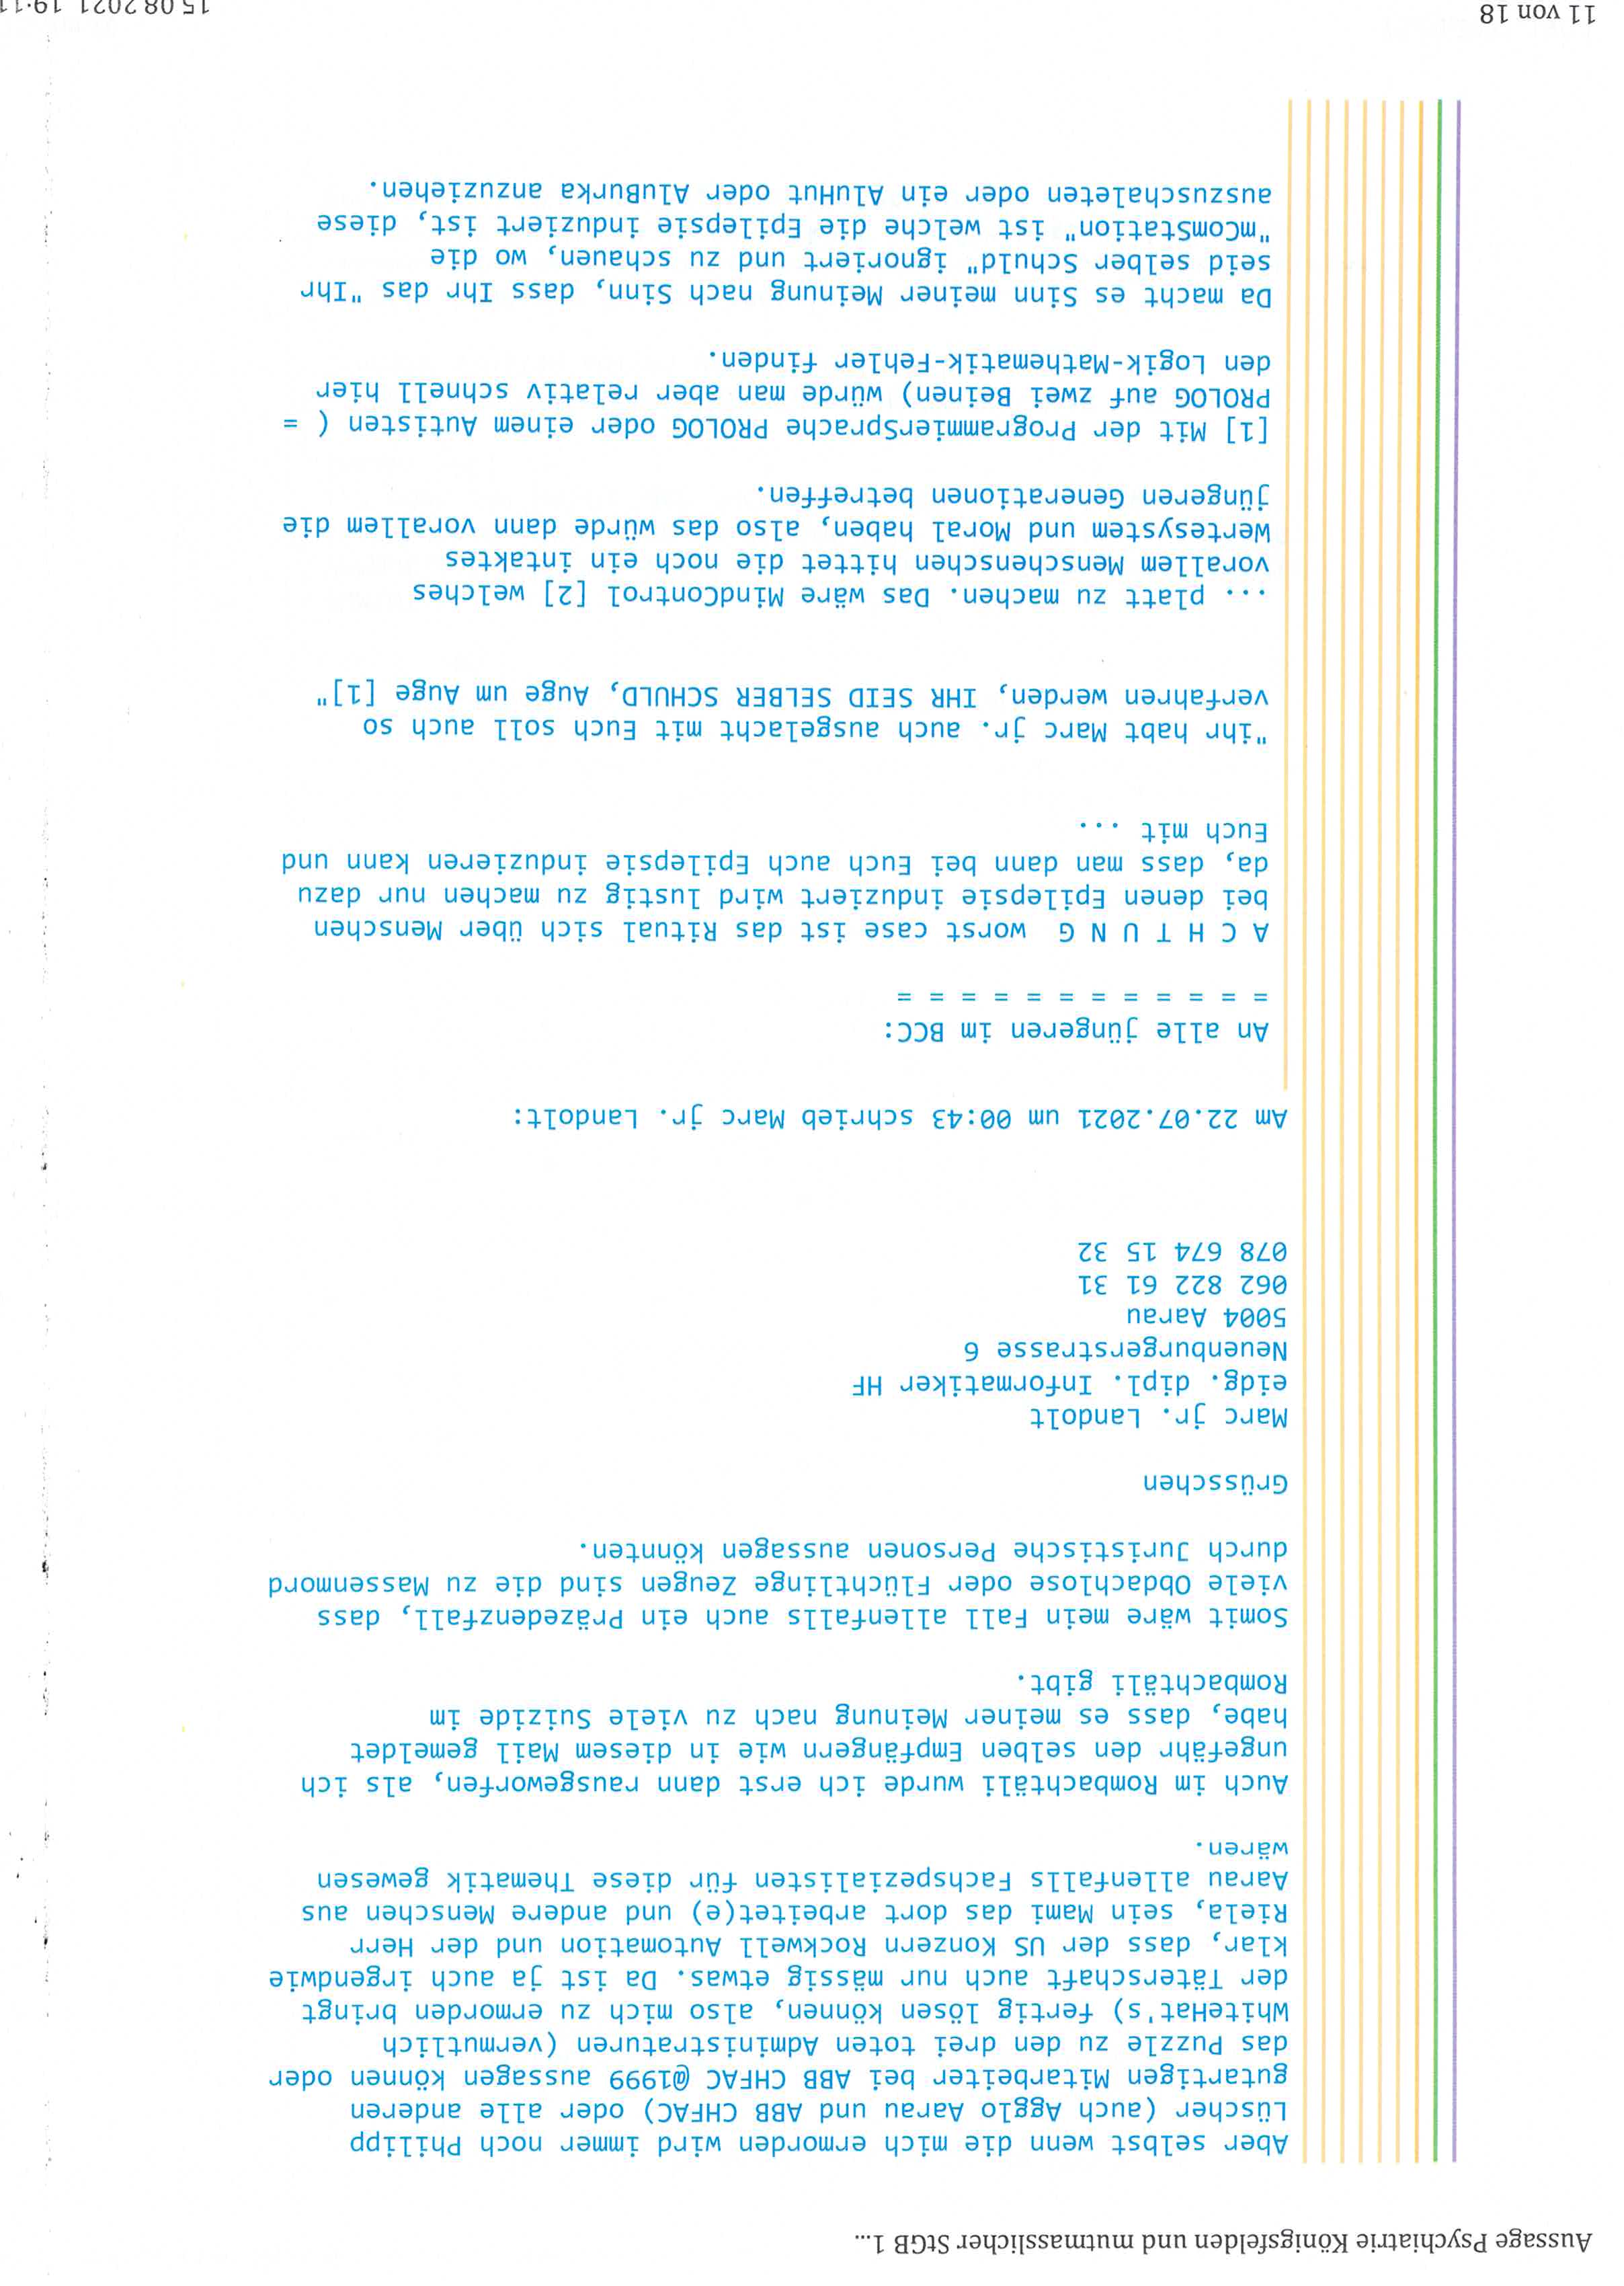 Aussage Psychiatrie Königsfelden und mutmasslicher StGB 1...
Aber selbst wenn die mich ermorden wird immer noch Philipp
Lüscher (auch Agglo Aarau und ABB CHFAC) oder alle anderen
gutartigen Mitarbeiter bei ABB CHFAC @1999 aussagen können oder
das Puzzle zu den drei toten Administraturen (vermutlich
WhiteHat's) fertig lösen können, also mich zu ermorden bringt
der Täterschaft auch nur mässig etwas. Da ist ja auch irgendwie
klar, dass der US Konzern Rockwell Automation und der Herr
Riela, sein Mami das dort arbeitet(e) und andere Menschen aus
Aarau allenfalls Fachspezialisten für diese Thematik gewesen
wären.
Auch im Rombachtäli wurde ich erst dann rausgeworfen, als ich
ungefähr den selben Empfängern wie in diesem Mail gemeldet
habe, dass es meiner Meinung nach zu viele Suizide im
Rombachtäli gibt.
Somit wäre mein Fall allenfalls auch ein Präzedenzfall, dass
viele Obdachlose oder Flüchtlinge Zeugen sind die zu Massenmord
durch Juristische Personen aussagen könnten.
Grüsschen
Marc jr. Landolt
eidg. dipl. Informatiker HF
Neuenburgerstrasse 6
5004 Aarau
062 822 61 31
078 674 15 32
Am 22.07.2021 um 00:43 schrieb Marc jr. Landolt:
An alle jüngeren im BCC:
= = = = = = = = = = = =
A C H T U N G  worst case ist das Ritual sich über Menschen
bei denen Epilepsie induziert wird lustig zu machen nur dazu
da, dass man dann bei Euch auch Epilepsie induzieren kann und
Euch mit ...
"ihr habt Marc jr. auch ausgelacht mit Euch soll auch so
verfahren werden, IHR SEID SELBER SCHULD, Auge um Auge [1]"
... platt zu machen. Das wäre MindControl [2] welches
vorallem Menschenschen hittet die noch ein intaktes
Wertesystem und Moral haben, also das würde dann vorallem die
jüngeren Generationen betreffen.
[1] Mit der ProgrammierSprache PROLOG oder einem Autisten ( =
PROLOG auf zwei Beinen) würde man aber relativ schnell hier
den Logik-Mathematik-Fehler finden.
Da macht es Sinn meiner Meinung nach Sinn, dass Ihr das "Ihr
seid selber Schuld" ignoriert und zu schauen, wo die
"mComStation" ist welche die Epilepsie induziert ist, diese
auszuschaleten oder ein AluHut oder AluBurka anzuziehen.
11 von 18
15.08.2021, 19:11